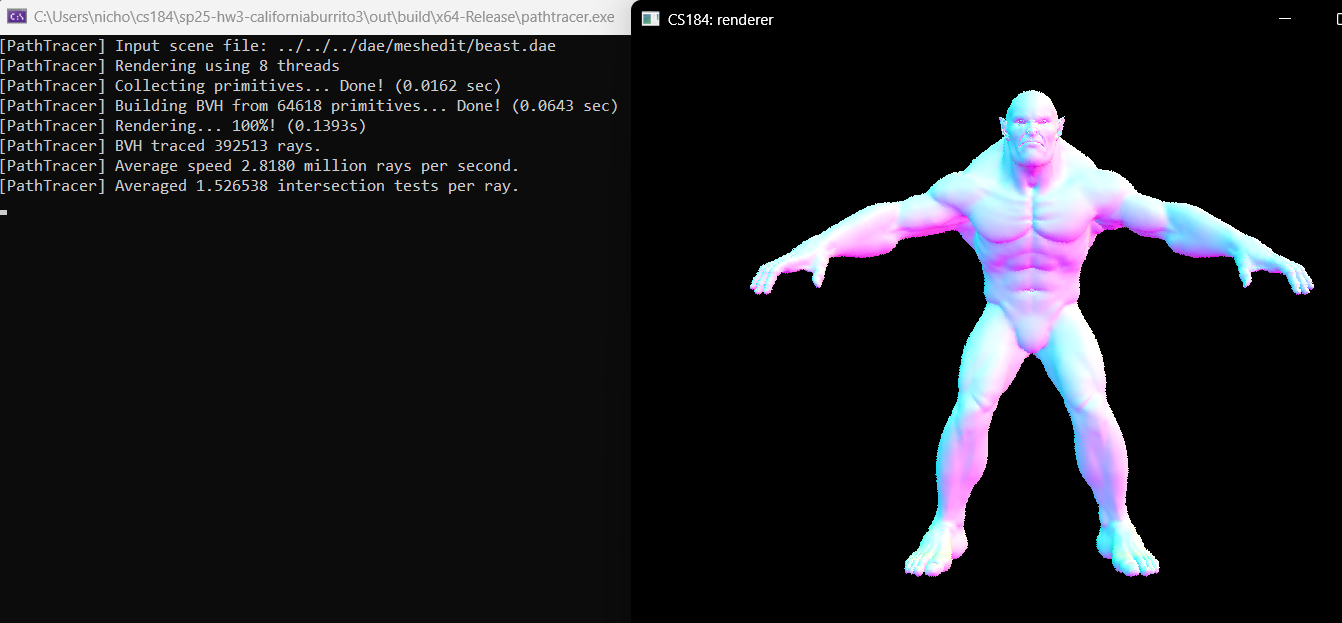 C:\Users\nicho\cs184\sp25-hw3-californiaburrito3\out\build\x64-Release\pathtracer.exe
CS184: renderer
[PathTracer] Input scene file: ../../../dae/meshedit/beast.dae
[PathTracer] Rendering using 8 threads
[PathTracer] Collecting primitives... Done! (0.0162 sec)
[PathTracer] Building BVH from 64618 primitives... Done! (0.0643 sec)
[PathTracer] Rendering... 100%! (0.1393s)
[PathTracer] BVH traced 392513 rays.
[PathTracer] Average speed 2.8180 million rays per second.
[PathTracer] Averaged 1.526538 intersection tests per ray.